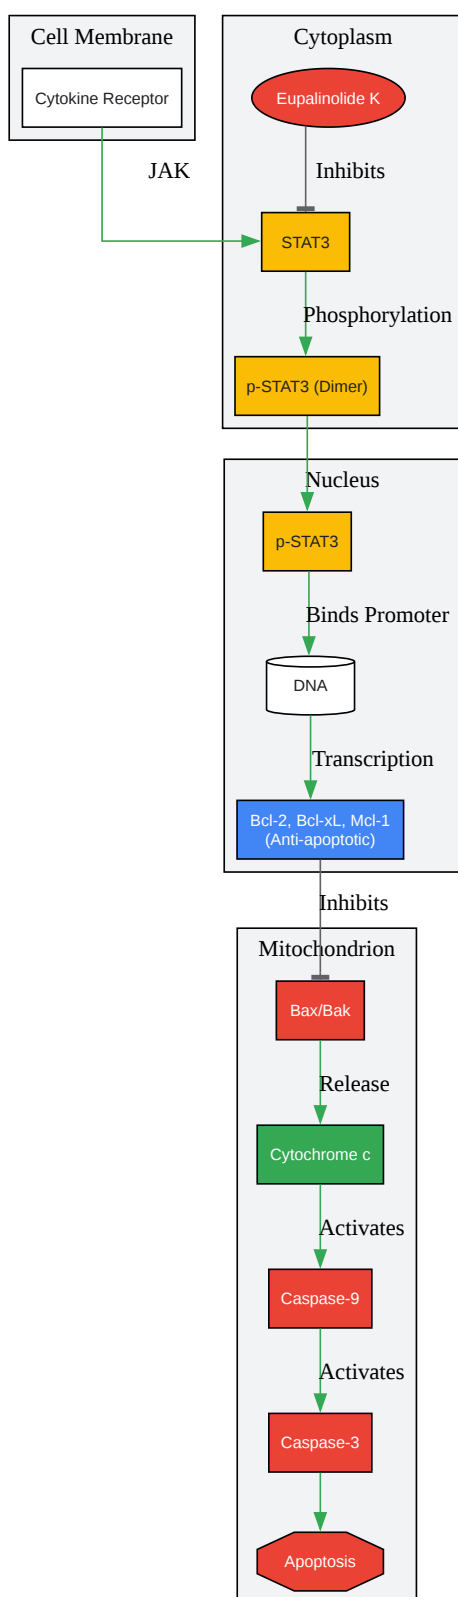 Cell Membrane
Cytoplasm
Cytokine Receptor
Eupalinolide K
JAK
Inhibits
STAT3
Phosphorylation
p-STAT3 (Dimer)
Nucleus
p-STAT3
Binds Promoter
DNA
Transcription
Bcl-2, Bcl-xL, Mcl-1
(Anti-apoptotic)
Inhibits
Mitochondrion
Bax/Bak
Release
Cytochrome c
Activates
Caspase-9
Activates
Caspase-3
Apoptosis